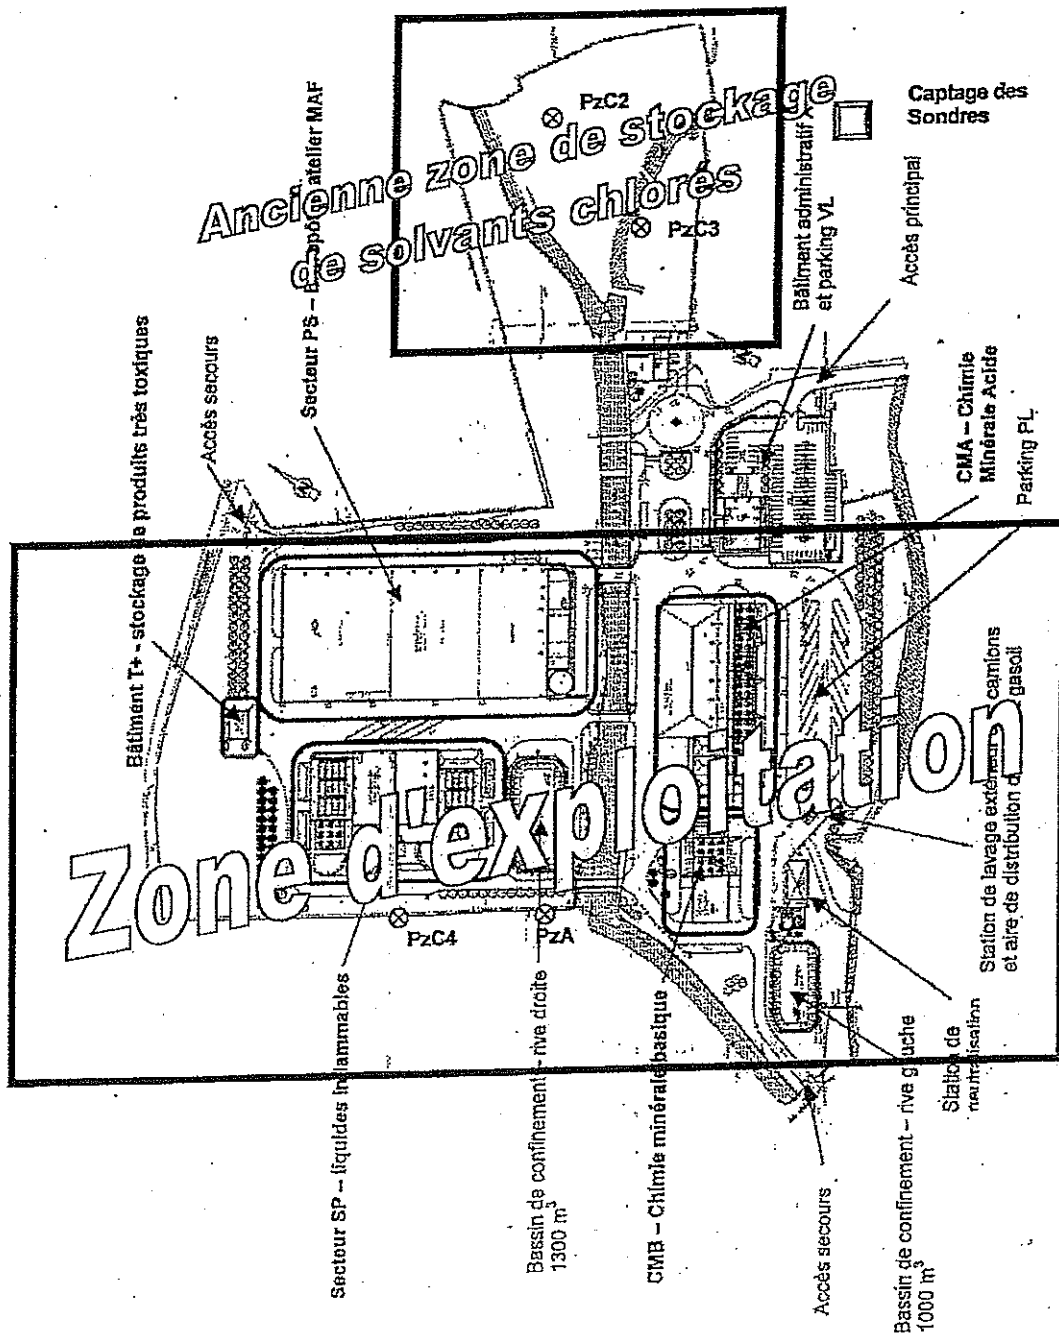 Ancienne zone de stockage
de solvants chlorés
PzC2
PzC3
Captage des
Sondres
Secteur PS – atelier MAF
Bâtiment T+ - stockage de produits très toxiques
Accès secours
Bâtiment administratif
et parking VL
Accès principal
CMA – Chimie
Minérale Acide
Parking PL
Zone d'exploitation
PzC4
PzA
Secteur SP – liquides inflammables
Bassin de confinement – rive droite
1300 m³
CMB – Chimie minérale basique
Accès secours
Bassin de confinement – rive gauche
1000 m³
Station de
neutralisation
Station de lavage extérieur camions
et aire de distribution gasoil